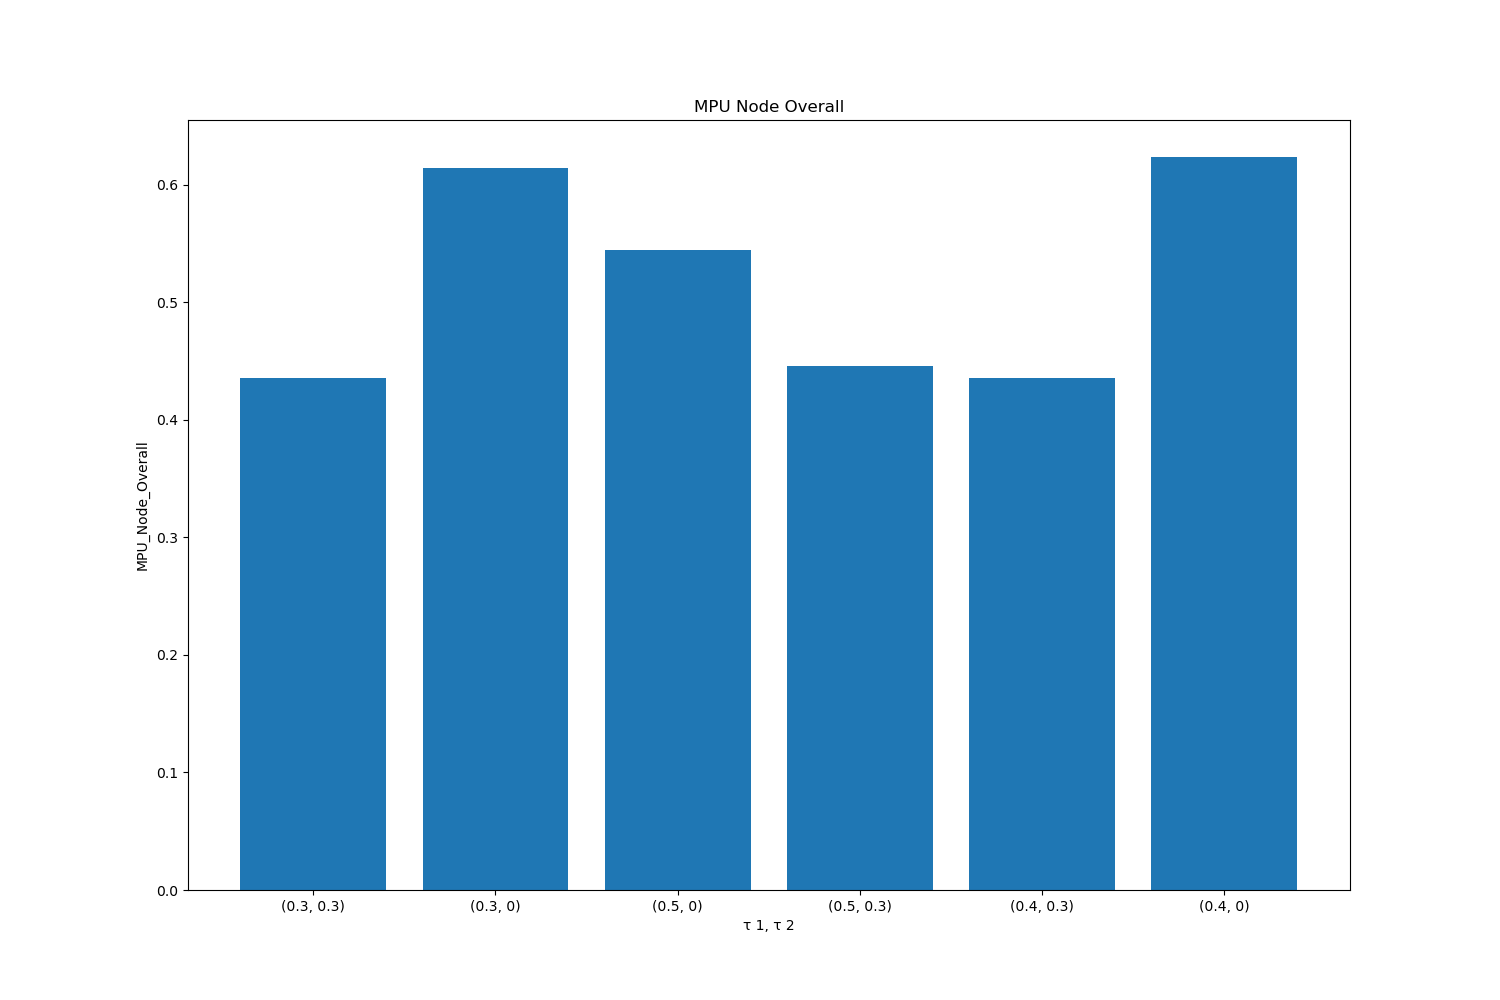 MPU Node Overall
MPU_Node_Overall
0.6
0.5
0.4
0.3
0.2
0.1
0.0
(0.3, 0.3) (0.3, 0) (0.5, 0) (0.5, 0.3) (0.4, 0.3) (0.4, 0)
τ 1, τ 2